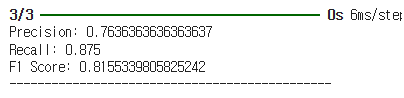 3/3 ━━━━━━━━━━━━━━━━━━━━ 0s 6ms/step
Precision: 0.7636363636363637
Recall: 0.875
F1 Score: 0.8155339805825242
--------------------------------------------------